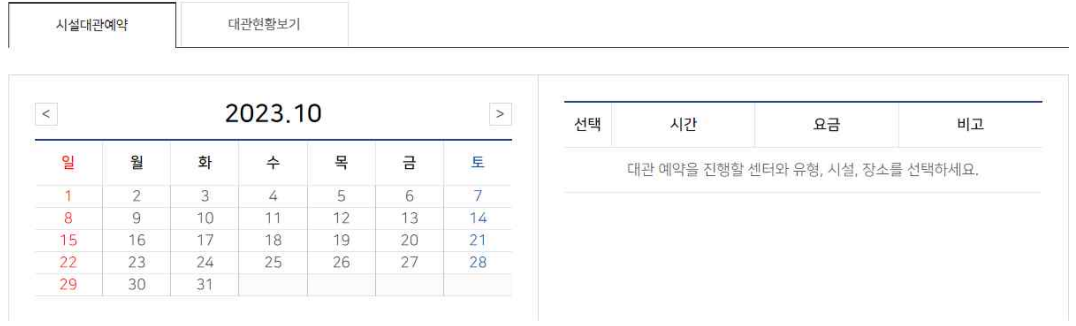 시설대관예약 대관현황보기
< 2023.10 >
일 월 화 수 목 금 토
1 2 3 4 5 6 7
8 9 10 11 12 13 14
15 16 17 18 19 20 21
22 23 24 25 26 27 28
29 30 31
선택 시간 요금 비고
대관 예약을 진행할 센터와 유형, 시설, 장소를 선택하세요.